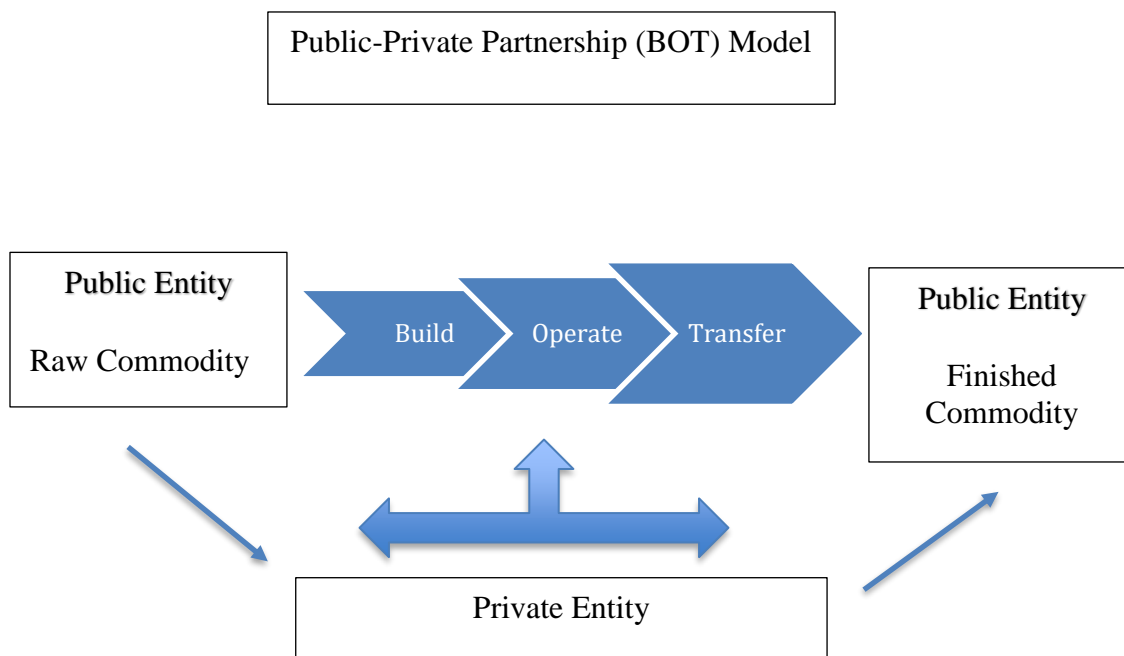 Public-Private Partnership (BOT) Model
Public Entity
Raw Commodity
Build
Operate
Transfer
Public Entity
Finished
Commodity
Private Entity